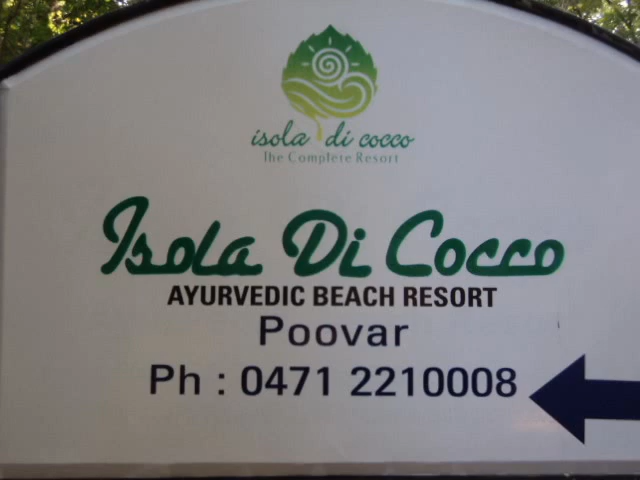 isola di cocco
The Complete Resort
Isola Di Cocco
AYURVEDIC BEACH RESORT
Poovar
Ph : 0471 2210008